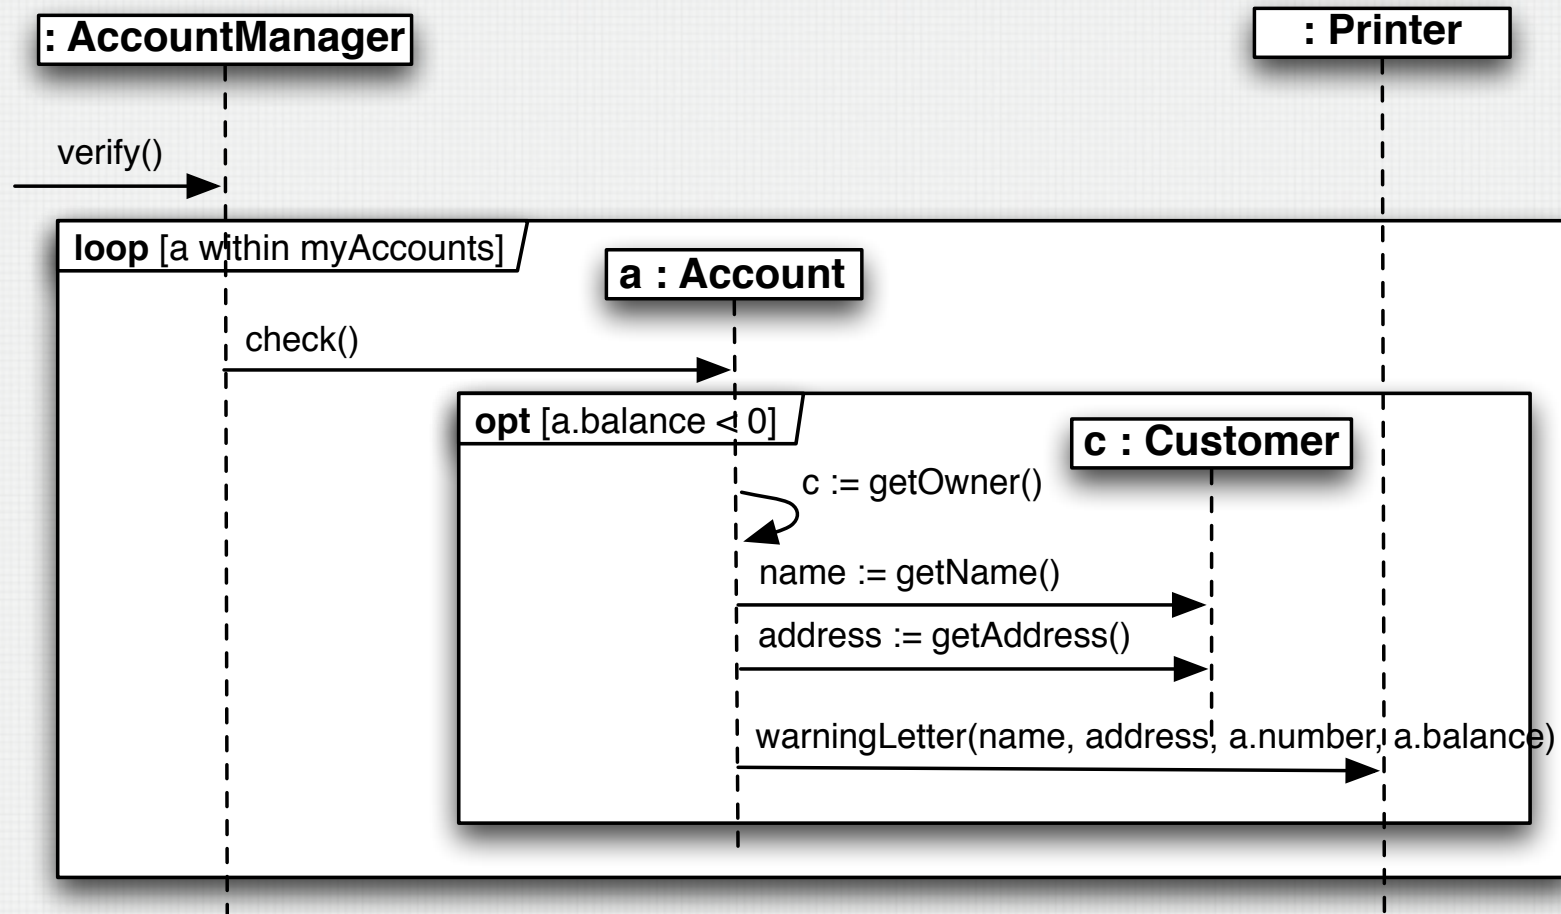 : AccountManager
: Printer
verify()
loop [a within myAccounts]
a : Account
check()
opt [a.balance < 0]
c : Customer
c := getOwner()
name := getName()
address := getAddress()
warningLetter(name, address, a.number, a.balance)